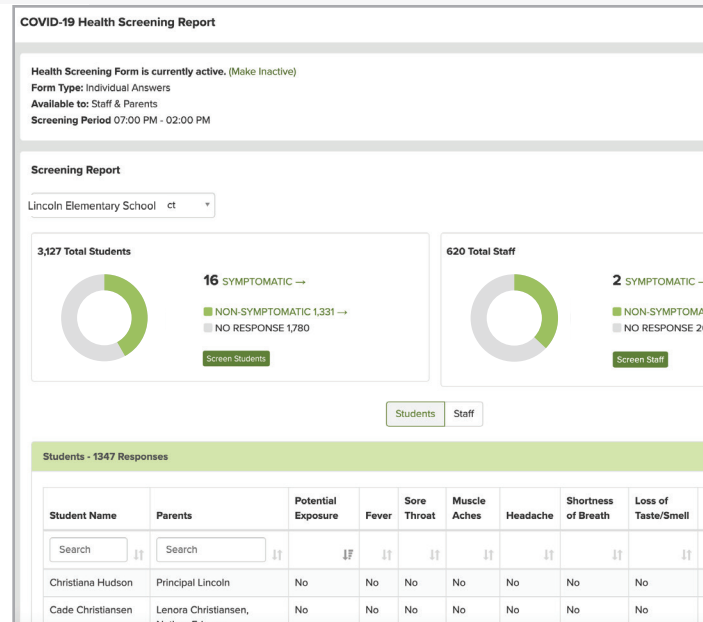 COVID-19 Health Screening Report
Health Screening Form is currently active. (Make Inactive)
Form Type: Individual Answers
Available to: Staff & Parents
Screening Period 07:00 PM - 02:00 PM
Screening Report
Lincoln Elementary School ct
3,127 Total Students
16 SYMPTOMATIC →
NON-SYMPTOMATIC 1,331 →
NO RESPONSE 1,780
Screen Students
620 Total Staff
2 SYMPTOMATIC
NON-SYMPTOMA
NO RESPONSE 2
Screen Staff
Students Staff
Students - 1347 Responses
Student Name Parents Potential Exposure Fever Sore Throat Muscle Aches Headache Shortness of Breath Loss of Taste/Smell
Search Search
Christiana Hudson Principal Lincoln No No No No No No No
Cade Christiansen Lenora Christiansen, No No No No No No No